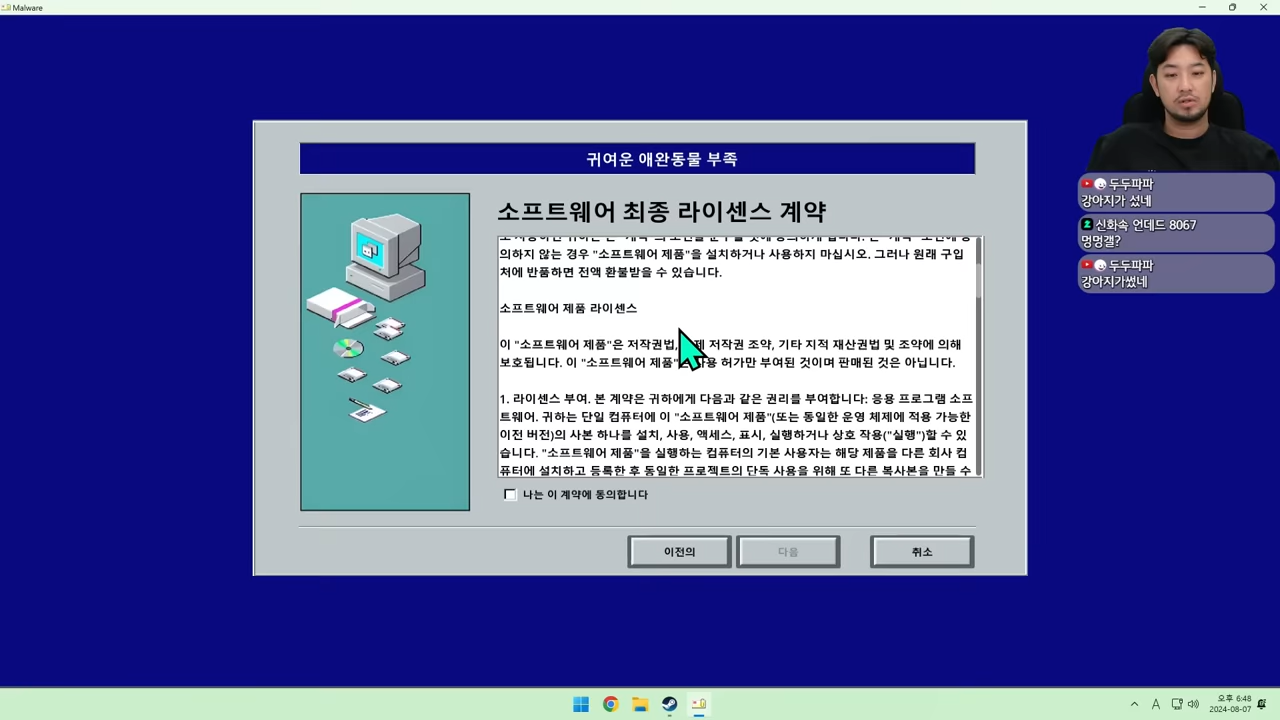 Malware
귀여운 애완동물 부족
소프트웨어 최종 라이센스 계약
의하지 않는 경우 "소프트웨어 제품"을 설치하거나 사용하지 마십시오. 그러나 원래 구입
처에 반품하면 전액 환불받을 수 있습니다.
소프트웨어 제품 라이센스
이 "소프트웨어 제품"은 저작권법, 저작권 조약, 기타 지적 재산권법 및 조약에 의해
보호됩니다. 이 "소프트웨어 제품" 사용 허가만 부여된 것이며 판매된 것은 아닙니다.
1. 라이센스 부여. 본 계약은 귀하에게 다음과 같은 권리를 부여합니다: 응용 프로그램 소프
트웨어. 귀하는 단일 컴퓨터에 이 "소프트웨어 제품"(또는 동일한 운영 체제에 적용 가능한
이전 버전)의 사본 하나를 설치, 사용, 액세스, 표시, 실행하거나 상호 작용("실행")할 수 있
습니다. "소프트웨어 제품"을 실행하는 컴퓨터의 기본 사용자는 해당 제품을 다른 회사 컴
퓨터에 설치하고 등록한 후 동일한 프로젝트의 단독 사용을 위해 또 다른 복사본을 만들 수
나는 이 계약에 동의합니다
이전의
다음
취소
두두파파
강아지가 섰네
신화속 언데드 8067
멍멍겔?
두두파파
강아지가썼네
A
오후 6:48
2024-08-07